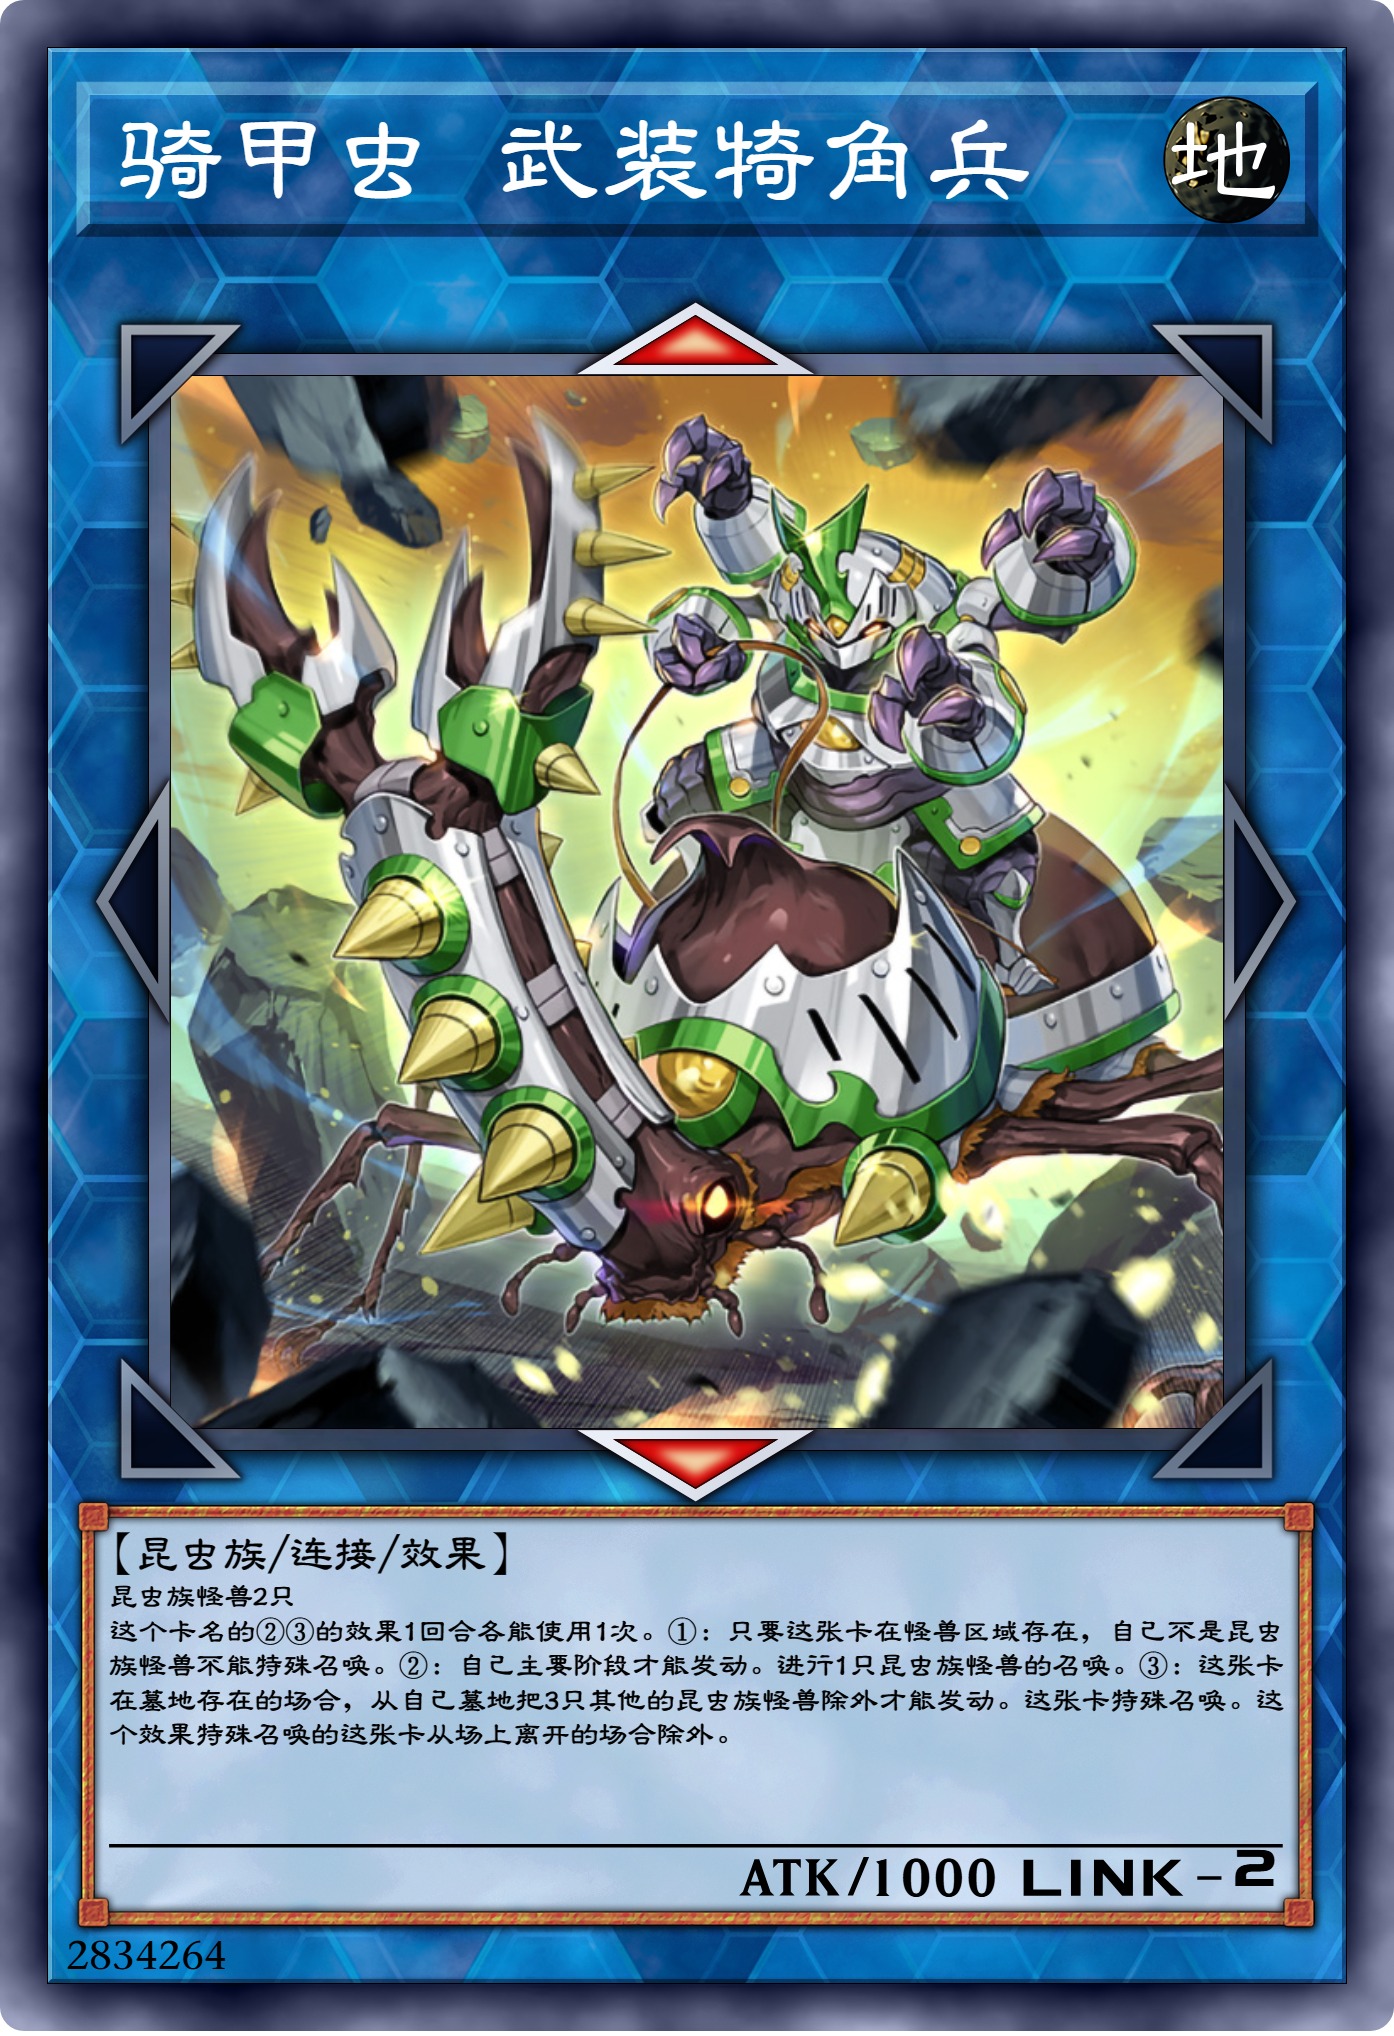 骑甲虫 武装犄角兵
地
【昆虫族/连接/效果】
昆虫族怪兽2只
这个卡名的②③的效果1回合各能使用1次。①：只要这张卡在怪兽区域存在，自己不是昆虫
族怪兽不能特殊召唤。②：自己主要阶段才能发动。进行1只昆虫族怪兽的召唤。③：这张卡
在墓地存在的场合，从自己墓地把3只其他的昆虫族怪兽除外才能发动。这张卡特殊召唤。这
个效果特殊召唤的这张卡从场上离开的场合除外。
ATK/1000 LINK-2
2834264